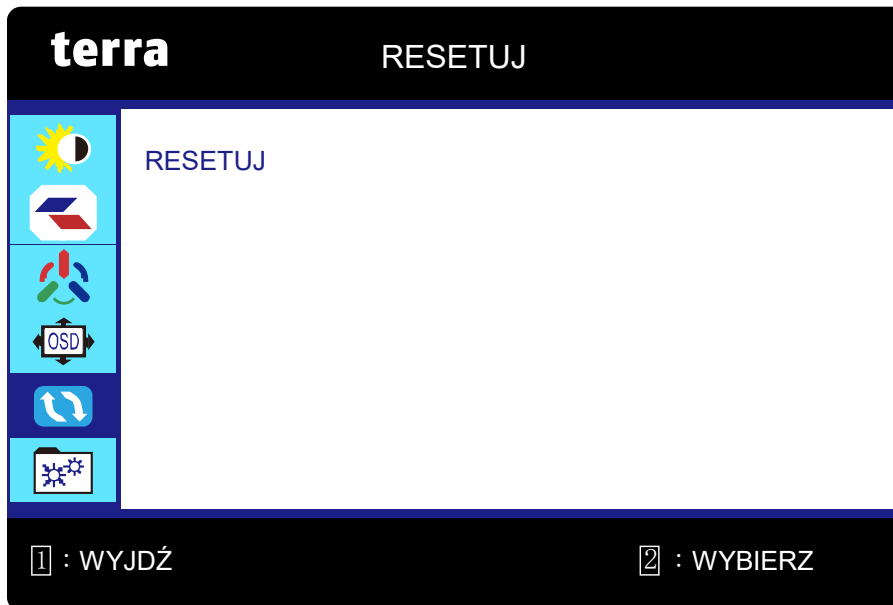 terra
RESETUJ
RESETUJ
OSD
1 : WYJDŹ
2 : WYBIERZ